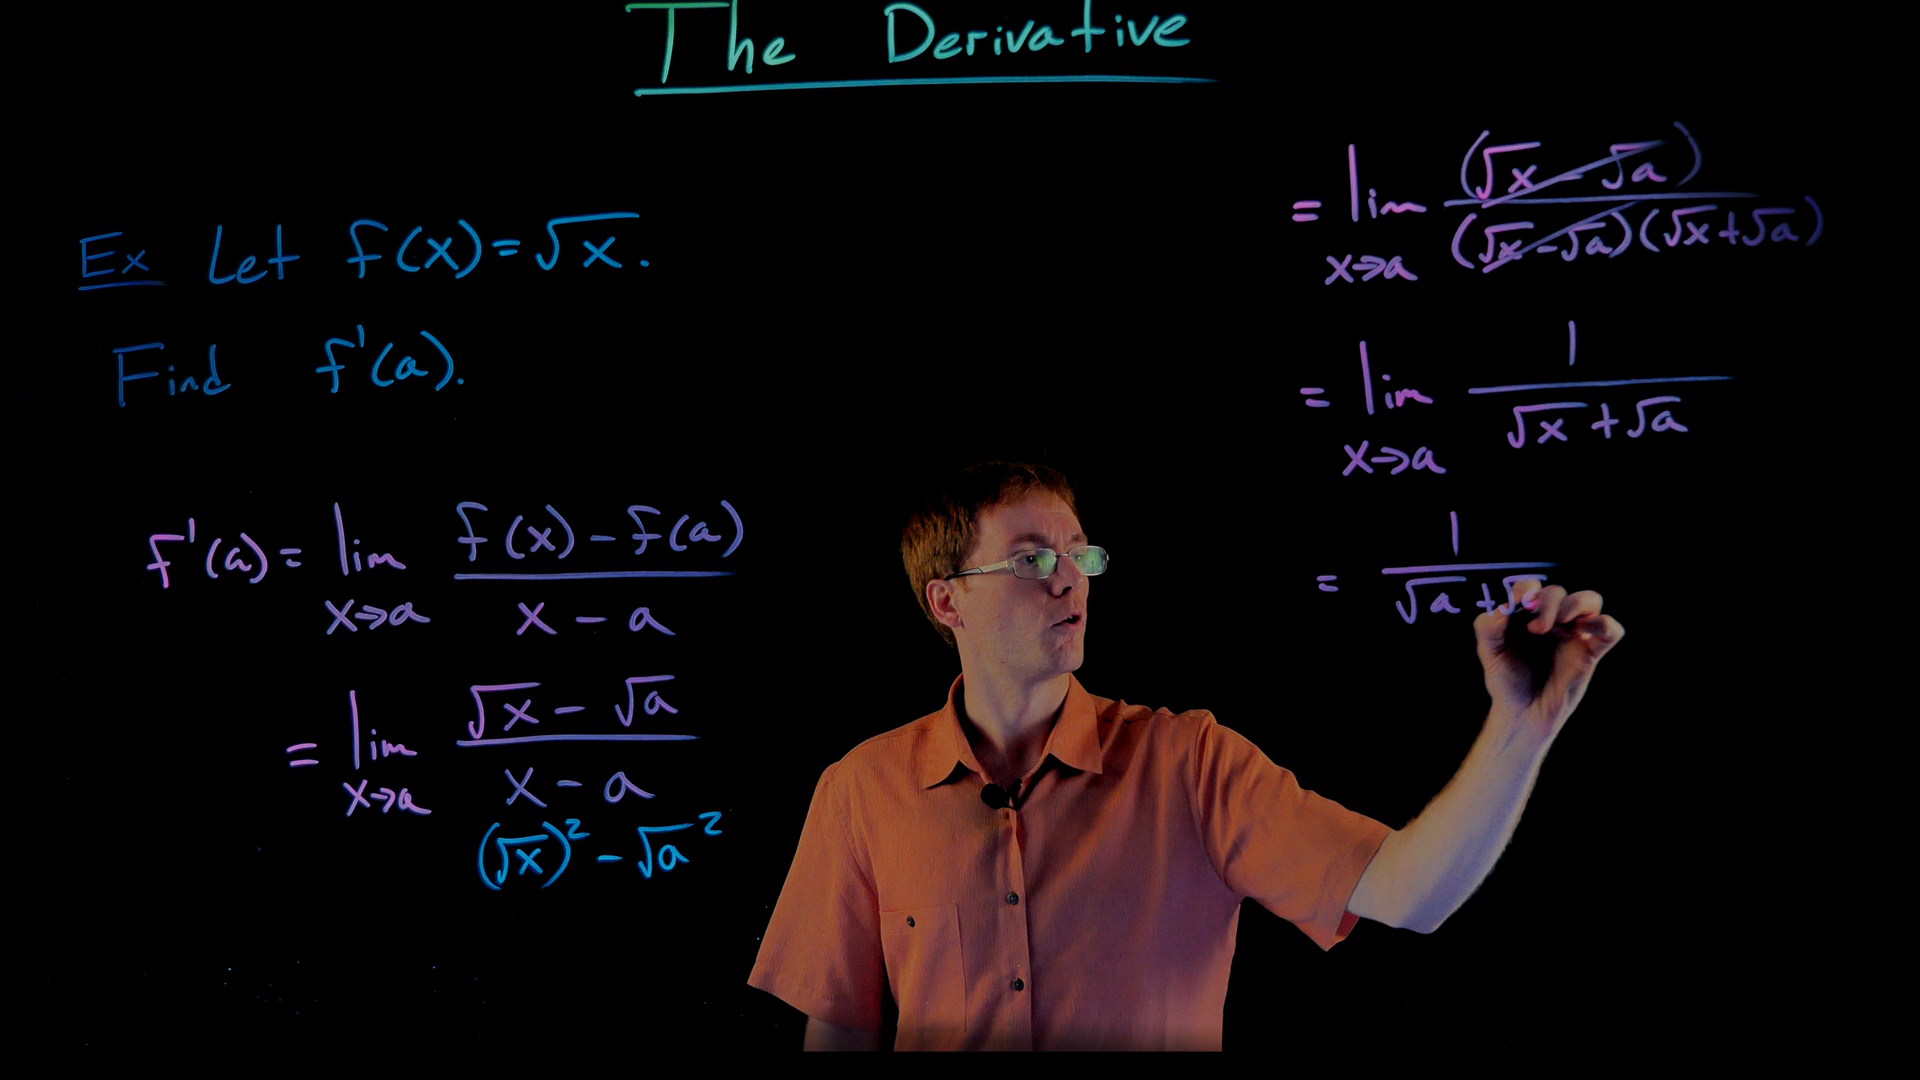 The Derivative
Ex Let f(x)=√x.
Find f'(a).
f'(a)= lim x→a (f(x)-f(a))/(x-a)
= lim x→a (√x-√a)/(x-a)
(√x)²-√a²
= lim x→a (√x-√a)/((√x-√a)(√x+√a))
= lim x→a 1/(√x+√a)
= 1/(√a+√